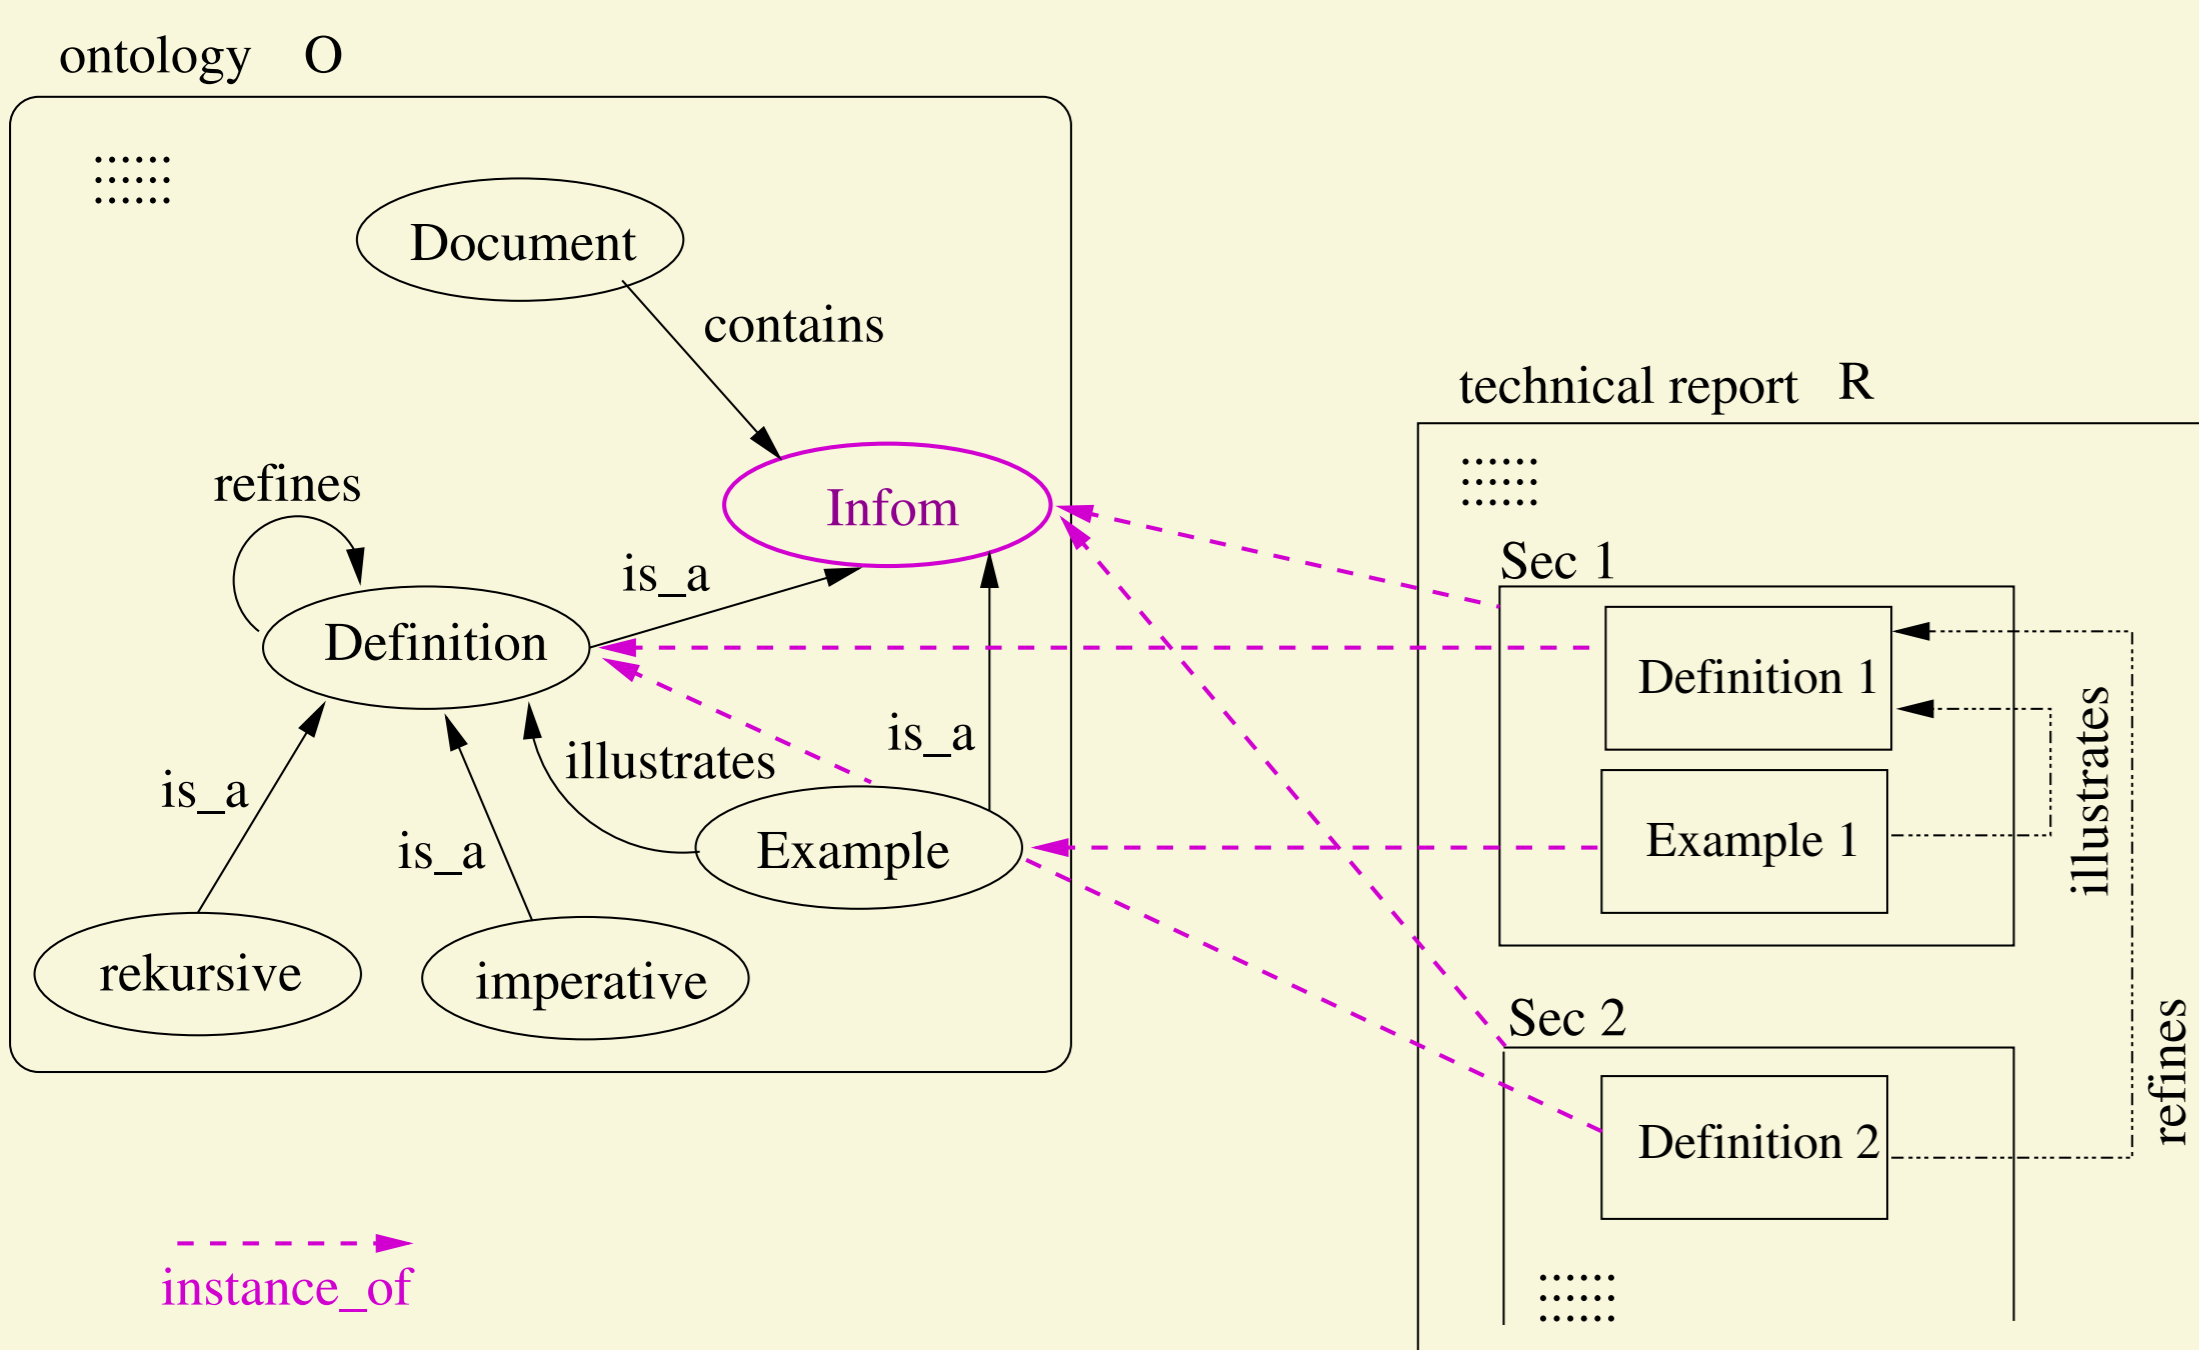 ontology O
Document
contains
Infom
refines
is_a
Definition
illustrates
is_a
is_a
is_a
Example
rekursive
imperative
instance_of
technical report R
Sec 1
Definition 1
Example 1
illustrates
Sec 2
Definition 2
refines